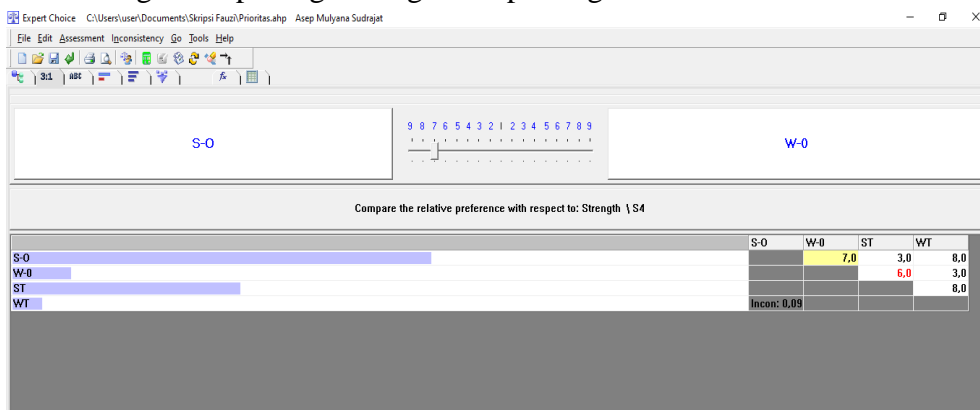 Expert Choice C:\Users\user\Documents\Skripsi Fauzi\Prioritas.ahp Asep Mulyana Sudrajat
File Edit Assessment Inconsistency Go Tools Help
3:1 ABC fx
9 8 7 6 5 4 3 2 1 2 3 4 5 6 7 8 9
S-O W-0
Compare the relative preference with respect to: Strength \ S4
S-O W-0 ST WT
S-O 7,0 3,0 8,0
W-0 6,0 3,0
ST 8,0
WT Incon: 0,09